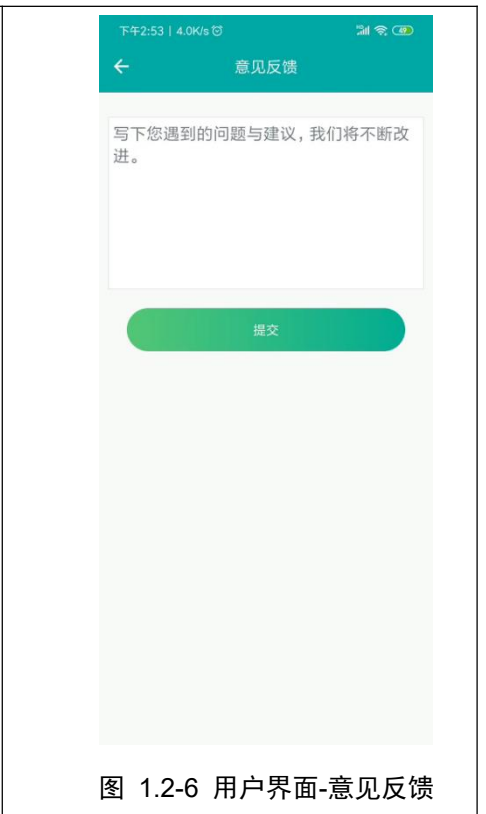 下午2:53 | 4.0K/s
意见反馈
写下您遇到的问题与建议，我们将不断改
进。
提交
图 1.2-6 用户界面-意见反馈